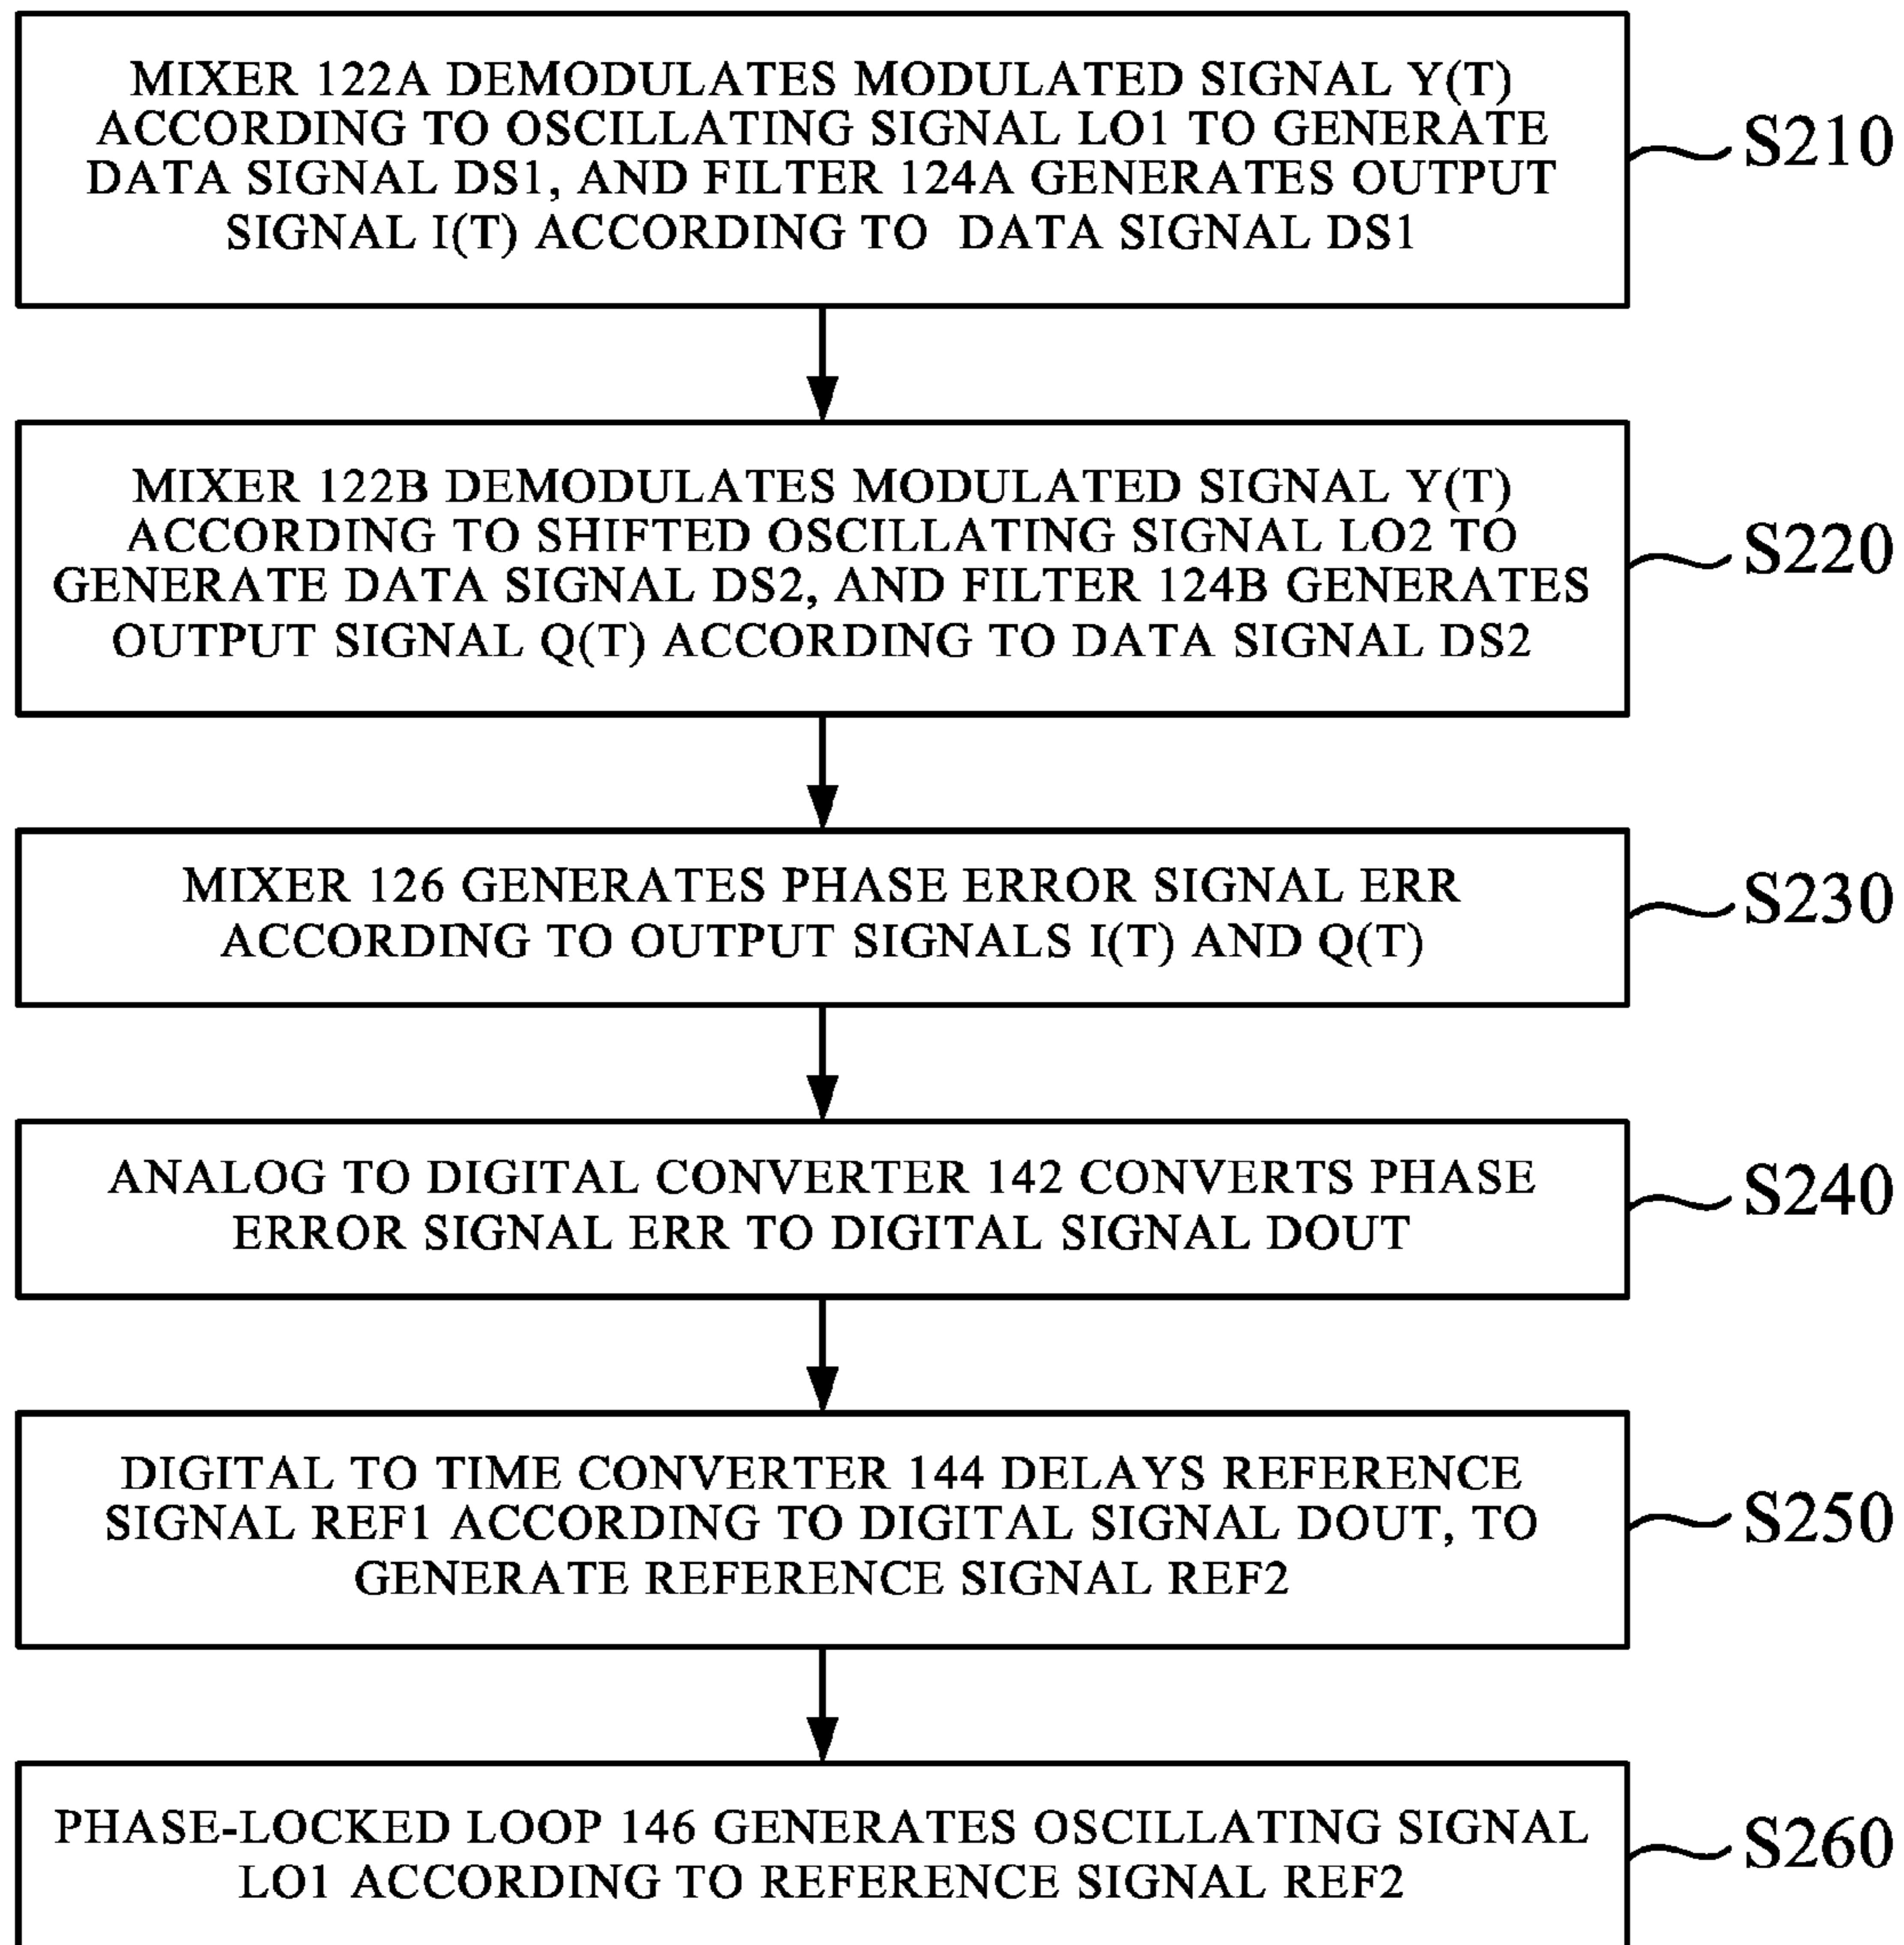 MIXER 122A DEMODULATES MODULATED SIGNAL Y(T)
ACCORDING TO OSCILLATING SIGNAL LO1 TO GENERATE
DATA SIGNAL DS1, AND FILTER 124A GENERATES OUTPUT
SIGNAL I(T) ACCORDING TO DATA SIGNAL DS1
S210
MIXER 122B DEMODULATES MODULATED SIGNAL Y(T)
ACCORDING TO SHIFTED OSCILLATING SIGNAL LO2 TO
GENERATE DATA SIGNAL DS2, AND FILTER 124B GENERATES
OUTPUT SIGNAL Q(T) ACCORDING TO DATA SIGNAL DS2
S220
MIXER 126 GENERATES PHASE ERROR SIGNAL ERR
ACCORDING TO OUTPUT SIGNALS I(T) AND Q(T)
S230
ANALOG TO DIGITAL CONVERTER 142 CONVERTS PHASE
ERROR SIGNAL ERR TO DIGITAL SIGNAL DOUT
S240
DIGITAL TO TIME CONVERTER 144 DELAYS REFERENCE
SIGNAL REF1 ACCORDING TO DIGITAL SIGNAL DOUT, TO
GENERATE REFERENCE SIGNAL REF2
S250
PHASE-LOCKED LOOP 146 GENERATES OSCILLATING SIGNAL
LO1 ACCORDING TO REFERENCE SIGNAL REF2
S260